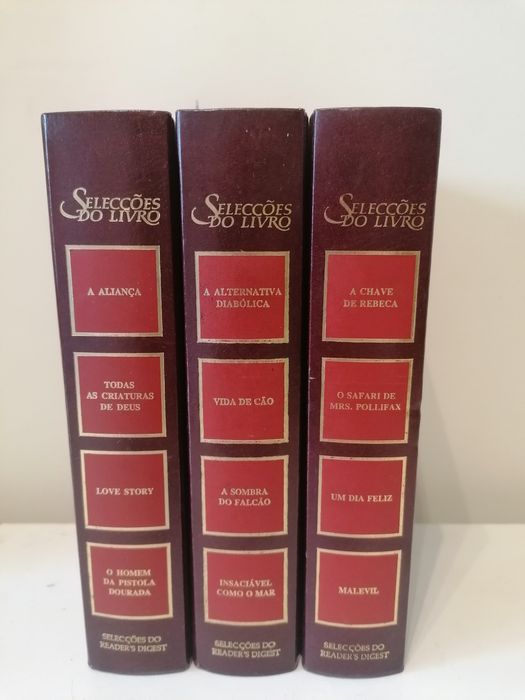 SELECÇÕES
DO LIVRO
A ALIANÇA
TODAS
AS CRIATURAS
DE DEUS
LOVE STORY
O HOMEM
DA PISTOLA
DOURADA
SELECÇÕES DO
READER'S DIGEST
SELECÇÕES
DO LIVRO
A ALTERNATIVA
DIABÓLICA
VIDA DE CÃO
A SOMBRA
DO FALCÃO
INSACIÁVEL
COMO O MAR
SELECÇÕES DO
READER'S DIGEST
SELECÇÕES
DO LIVRO
A CHAVE
DE REBECA
O SAFARI DE
MRS. POLLIFAX
UM DIA FELIZ
MALEVIL
SELECÇÕES DO
READER'S DIGEST